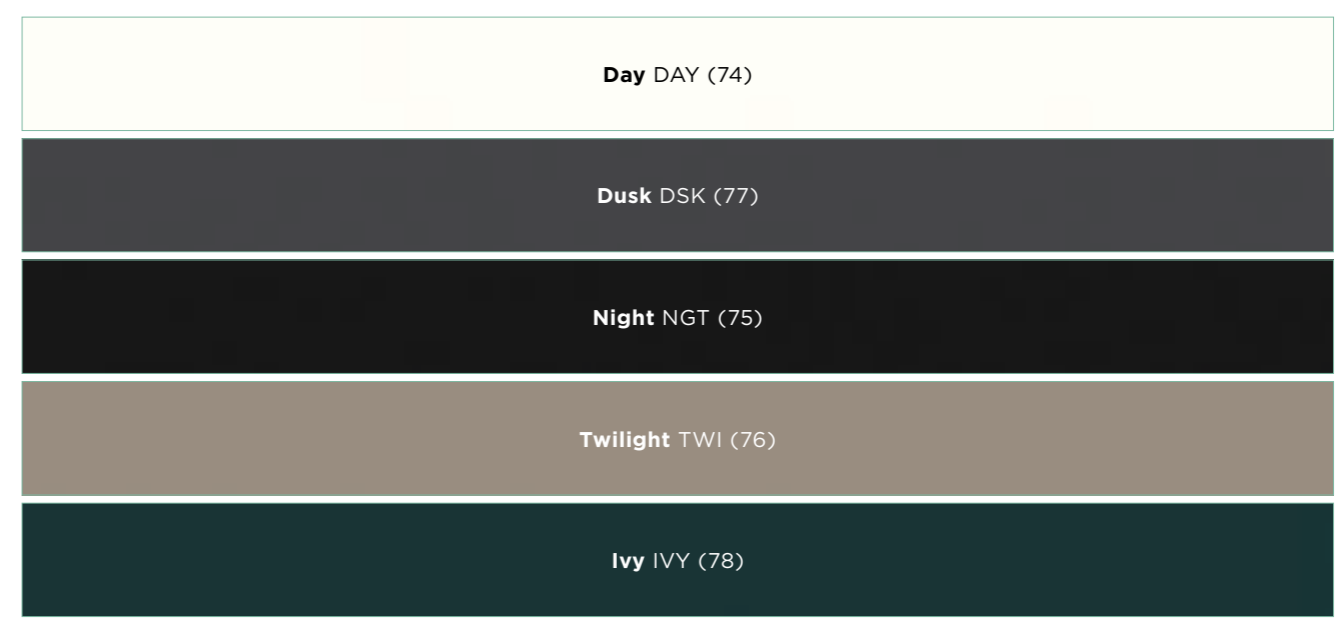 Day DAY (74)
Dusk DSK (77)
Night NGT (75)
Twilight TWI (76)
Ivy IVY (78)